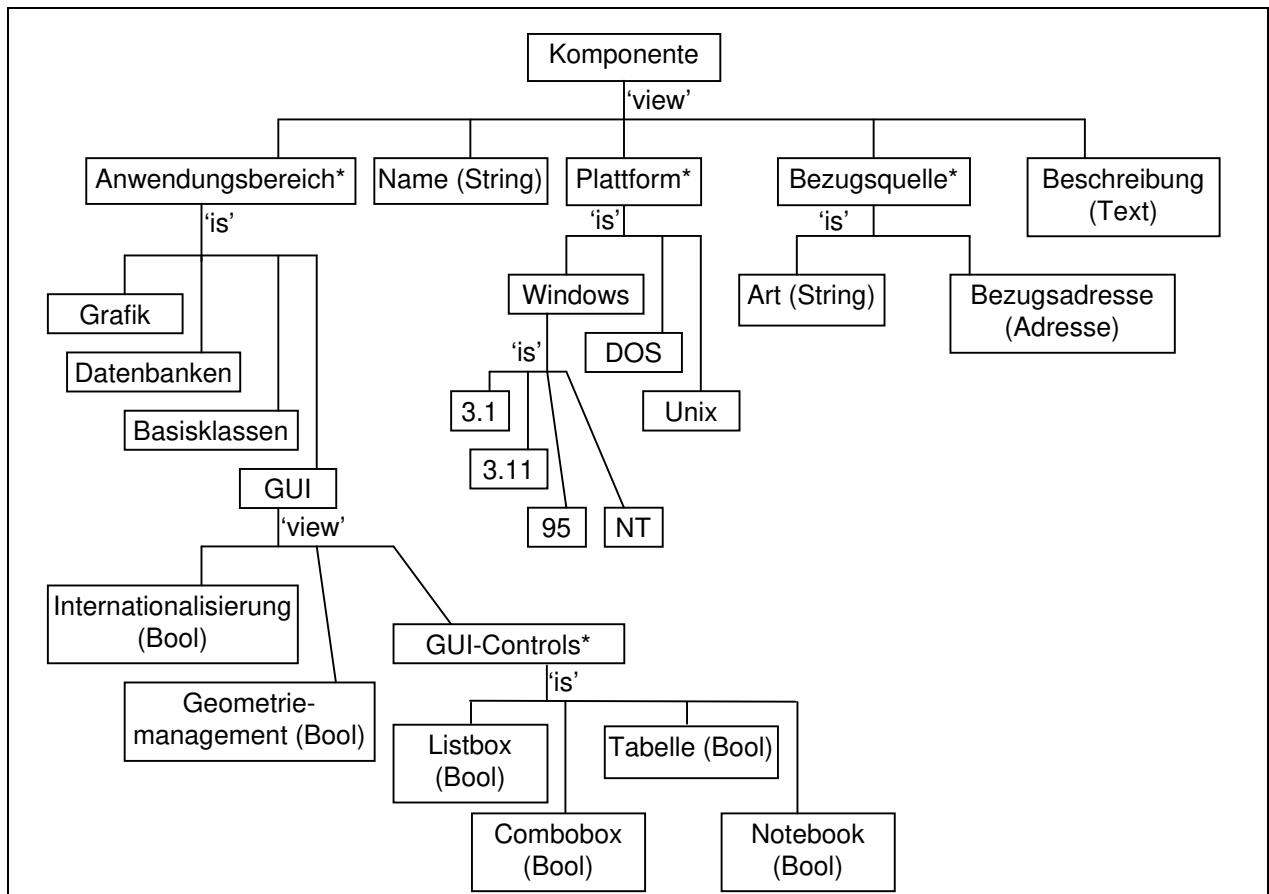 Komponente
‘view’
Anwendungsbereich*
Name (String)
Plattform*
Bezugsquelle*
Beschreibung
(Text)
‘is’
‘is’
‘is’
Grafik
Datenbanken
Basisklassen
GUI
Windows
DOS
Unix
Art (String)
Bezugsadresse
(Adresse)
‘is’
3.1
3.11
95
NT
‘view’
Internationalisierung
(Bool)
Geometrie-
management (Bool)
GUI-Controls*
‘is’
Listbox
(Bool)
Combobox
(Bool)
Tabelle (Bool)
Notebook
(Bool)